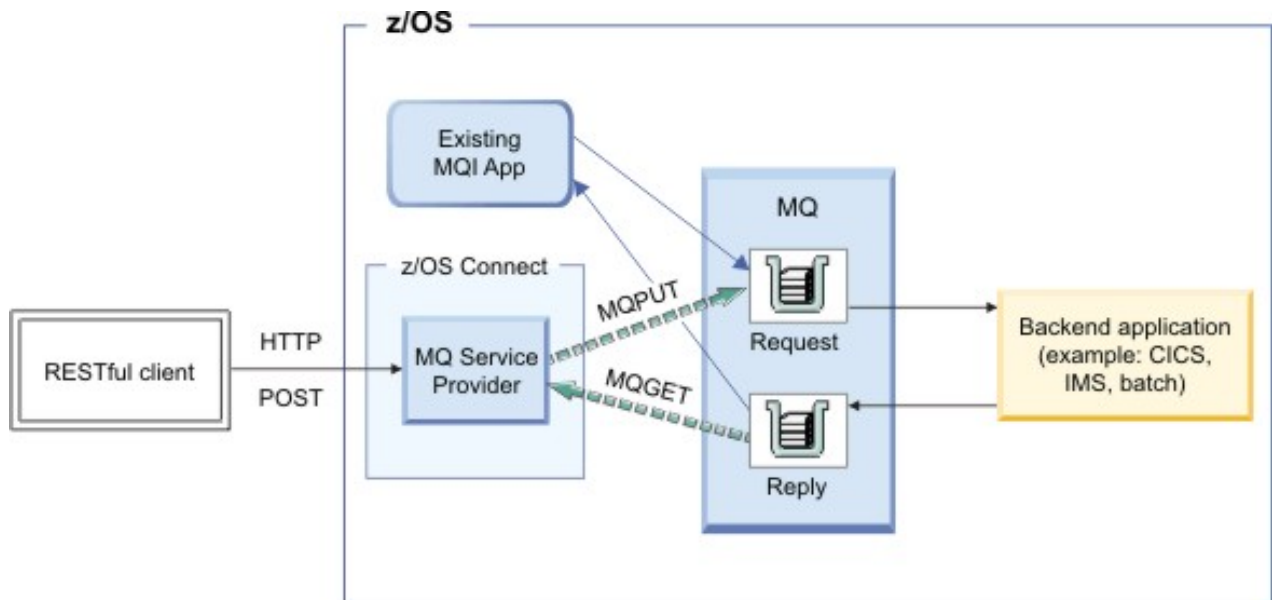 z/OS
Existing
MQI App
MQ
z/OS Connect
MQPUT
HTTP
RESTful client
POST
MQ Service
Provider
Request
MQGET
Reply
Backend application
(example: CICS,
IMS, batch)